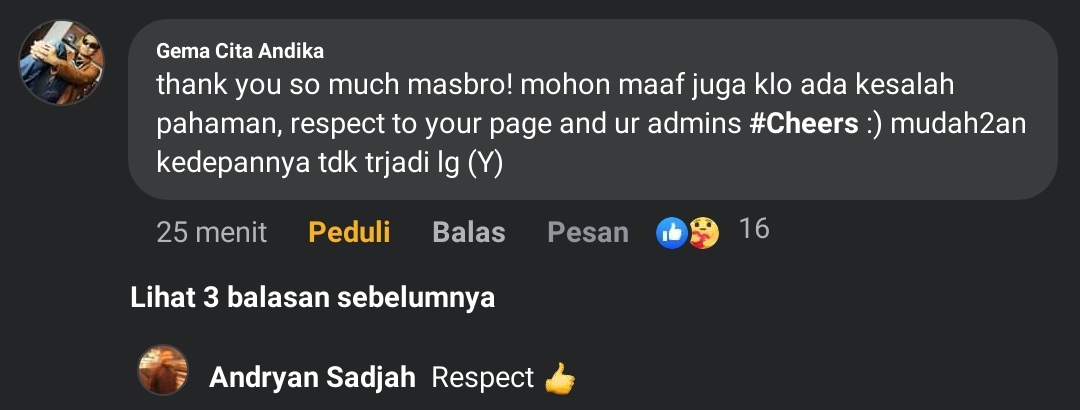 Gema Cita Andika
thank you so much masbro! mohon maaf juga klo ada kesalah
pahaman, respect to your page and ur admins #Cheers :) mudah2an
kedepannya tdk trjadi lg (Y)
25 menit Peduli Balas Pesan 16
Lihat 3 balasan sebelumnya
Andryan Sadjah Respect 👍